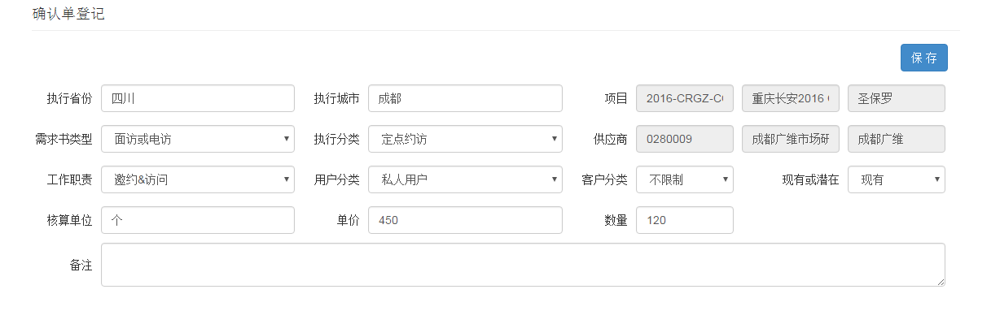 确认单登记
保 存
执行省份 四川 执行城市 成都 项目 2016-CRGZ-C 重庆长安2016 圣保罗
需求书类型 面访或电访 执行分类 定点约访 供应商 0280009 成都广维市场研 成都广维
工作职责 邀约&访问 用户分类 私人用户 客户分类 不限制 现有或潜在 现有
核算单位 个 单价 450 数量 120
备注